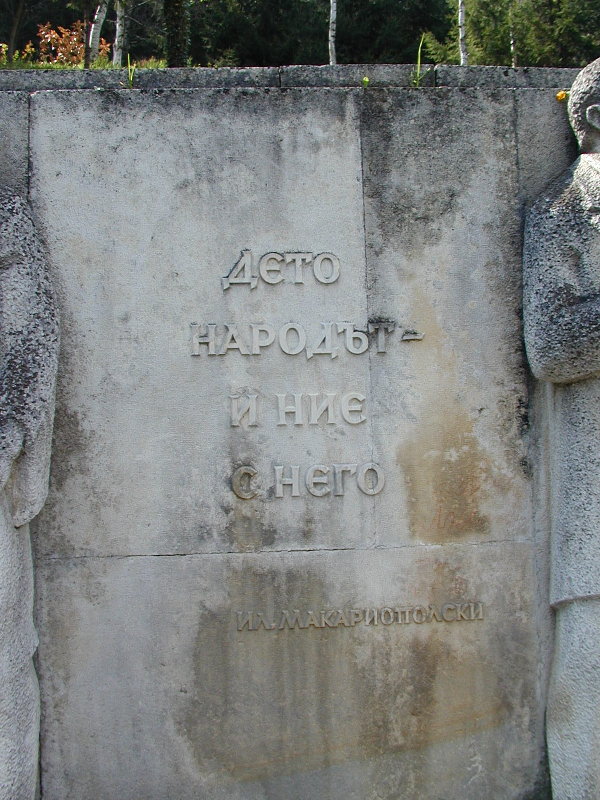 ДЕТО
НАРОДЪТ-
И НИЕ
С НЕГО
ИЛ. МАКАРИОПОЛСКИ